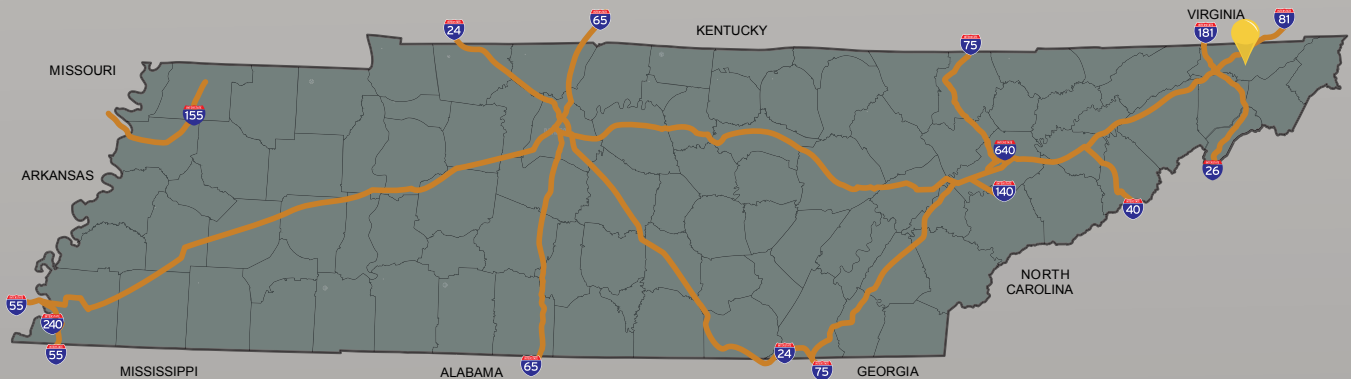 VIRGINIA
81
65
24
KENTUCKY
181
75
MISSOURI
155
640
ARKANSAS
26
140
40
NORTH
CAROLINA
55
240
24
55
65
75
MISSISSIPPI
ALABAMA
GEORGIA